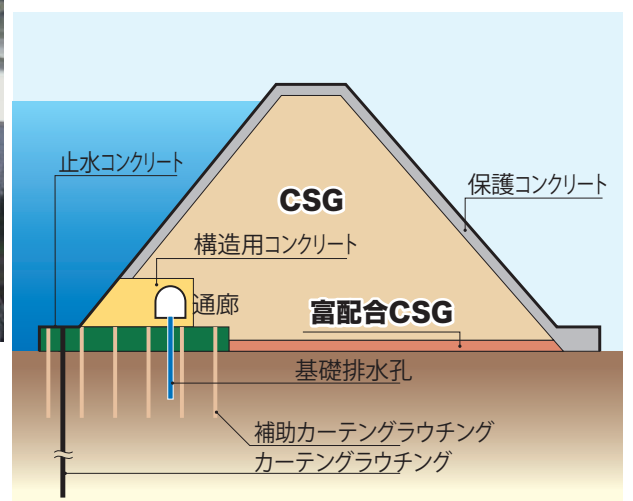 止水コンクリート
保護コンクリート
CSG
構造用コンクリート
通廊
富配合CSG
基礎排水孔
補助カーテングラウチング
カーテングラウチング